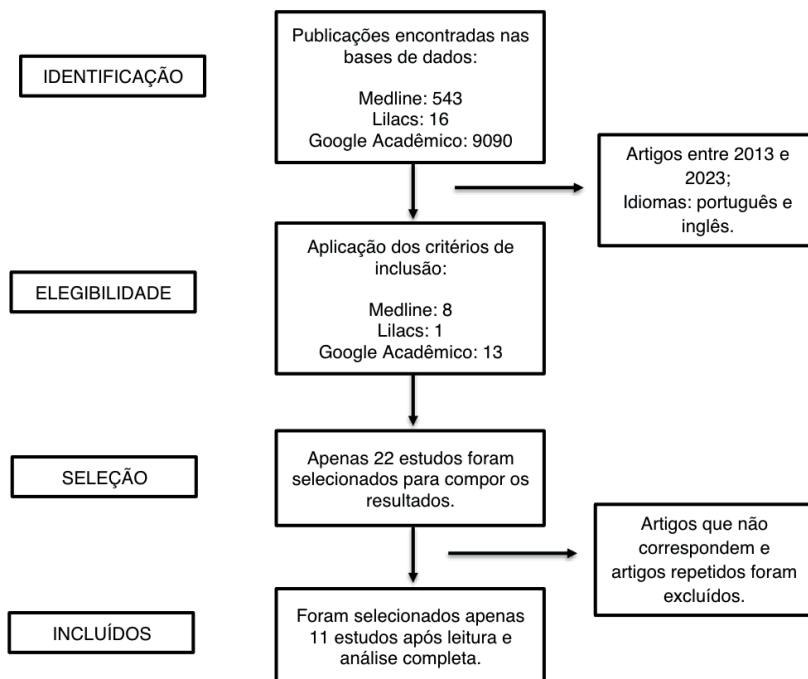 IDENTIFICAÇÃO
Publicações encontradas nas
bases de dados:
Medline: 543
Lilacs: 16
Google Acadêmico: 9090
Artigos entre 2013 e
2023;
Idiomas: português e
inglês.
ELEGIBILIDADE
Aplicação dos critérios de
inclusão:
Medline: 8
Lilacs: 1
Google Acadêmico: 13
SELEÇÃO
Apenas 22 estudos foram
selecionados para compor os
resultados.
Artigos que não
correspondem e
artigos repetidos foram
excluídos.
INCLUÍDOS
Foram selecionados apenas
11 estudos após leitura e
análise completa.